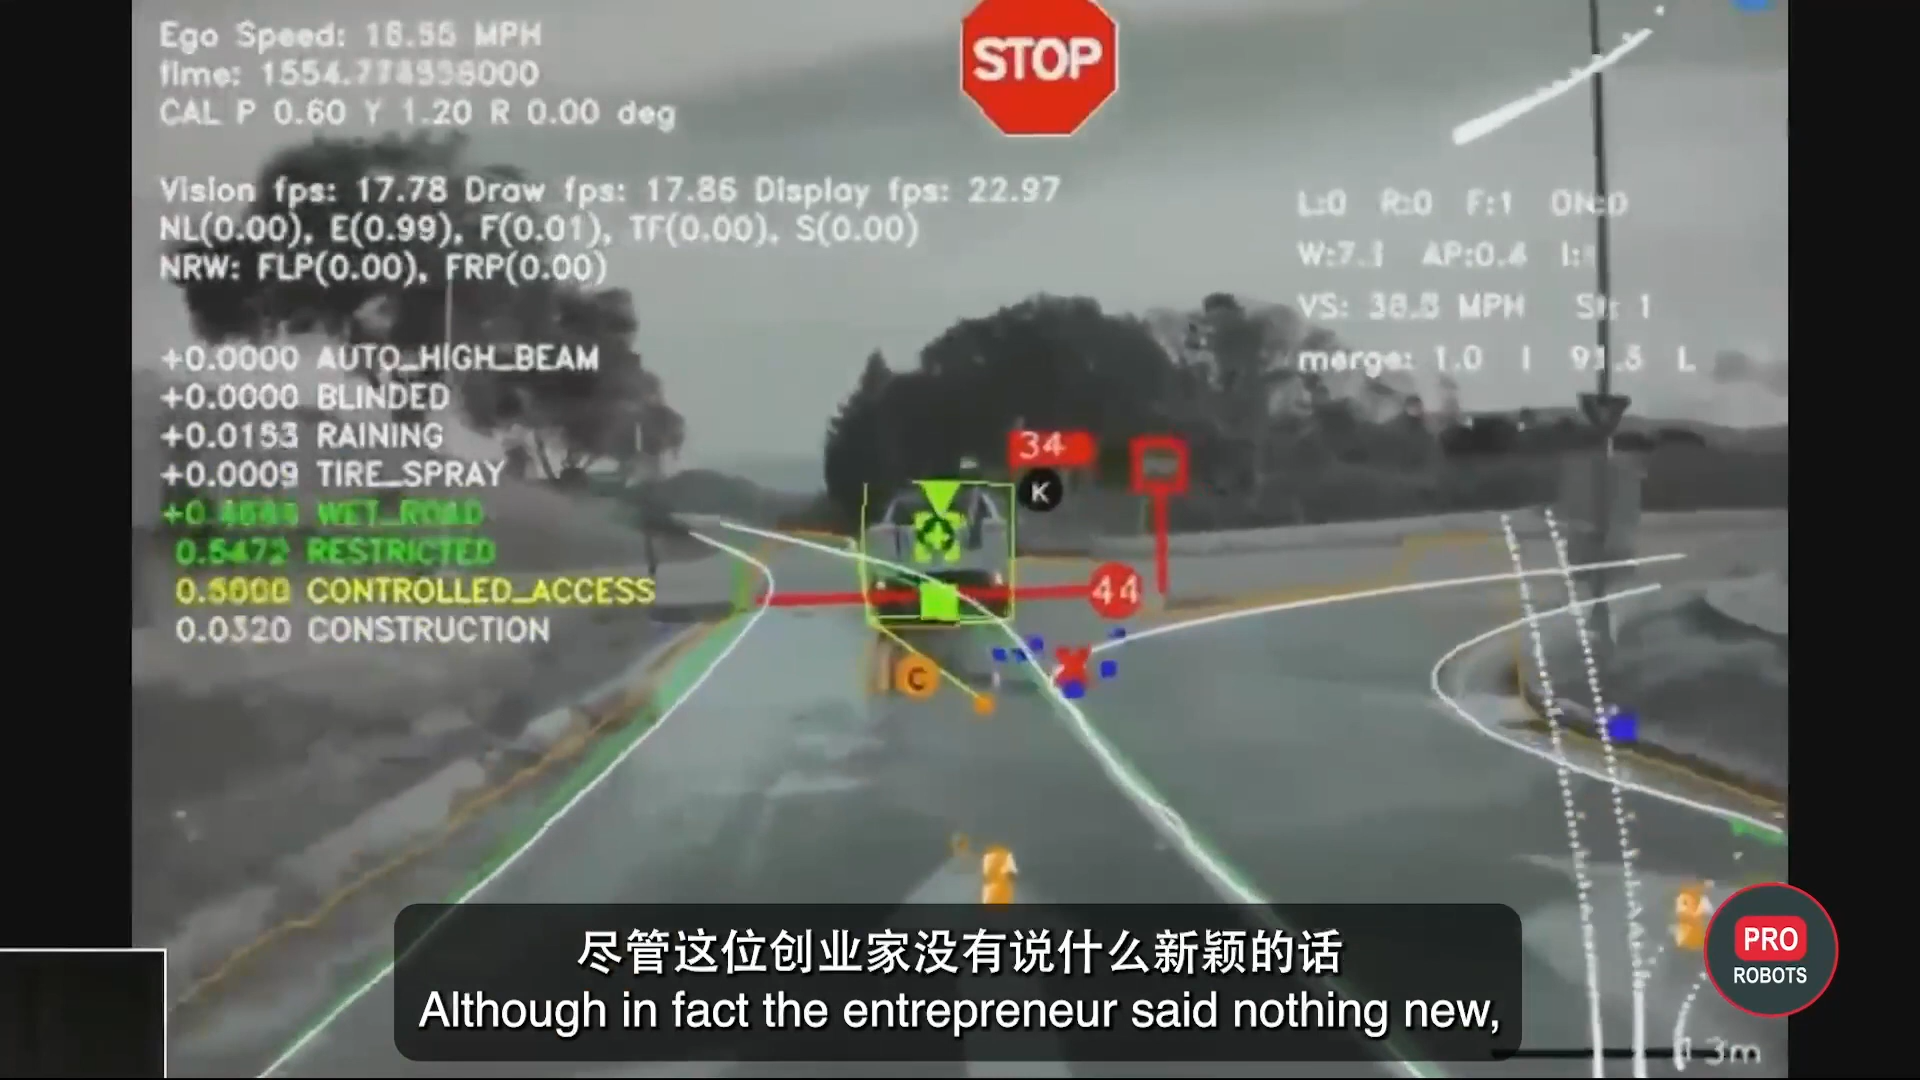 Ego Speed: 18.56 MPH
CAL P 0.60 Y 1.20 R 0.00 deg
STOP
Vision fps: 17.78 Draw fps: 17.86 Display fps: 22.97
NL(0.00), E(0.99), F(0.01), TF(0.00), S(0.00)
NRW: FLP(0.00), FRP(0.00)
L:0 R:0 F:1 ON:0
AP:0.4
VS: MPH
merge: 1.0 L
+0.0000 AUTO_HIGH_BEAM
+0.0000 BLINDED
+0.0153 RAINING
+0.0009 TIRE_SPRAY
WET_ROAD
0.5472 RESTRICTED
CONTROLLED_ACCESS
0.0320 CONSTRUCTION
34
K
44
C
PRO
ROBOTS
尽管这位创业家没有说什么新颖的话
Although in fact the entrepreneur said nothing new,